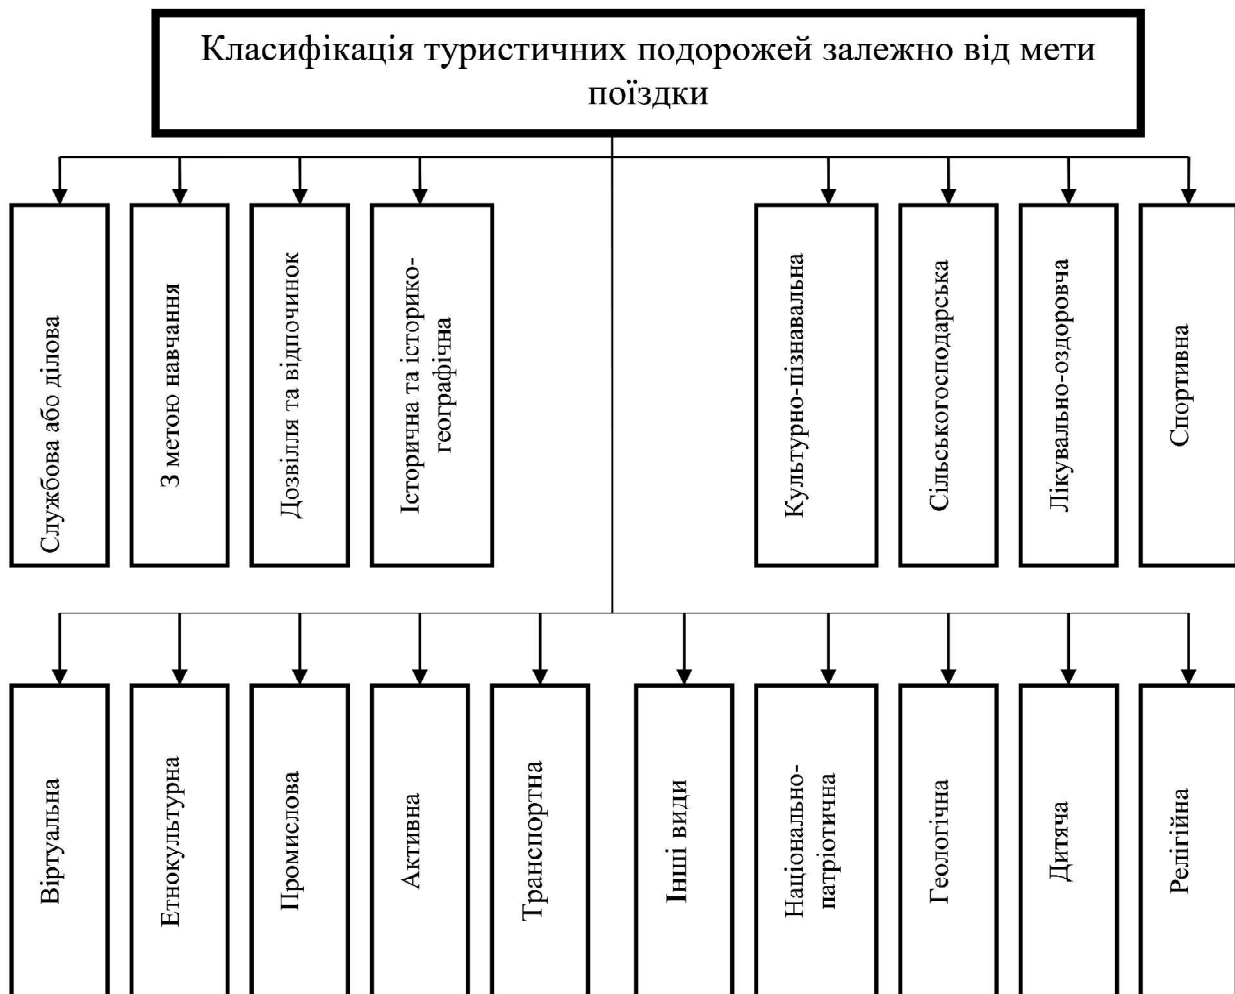 Класифікація туристичних подорожей залежно від мети
поїздки
Службова або ділова
З метою навчання
Дозвілля та відпочинок
Історична та історико-
географічна
Культурно-пізнавальна
Сільськогосподарська
Лікувально-оздоровча
Спортивна
Віртуальна
Етнокультурна
Промислова
Активна
Транспортна
Інші види
Національно-
патріотична
Геологічна
Дитяча
Релігійна